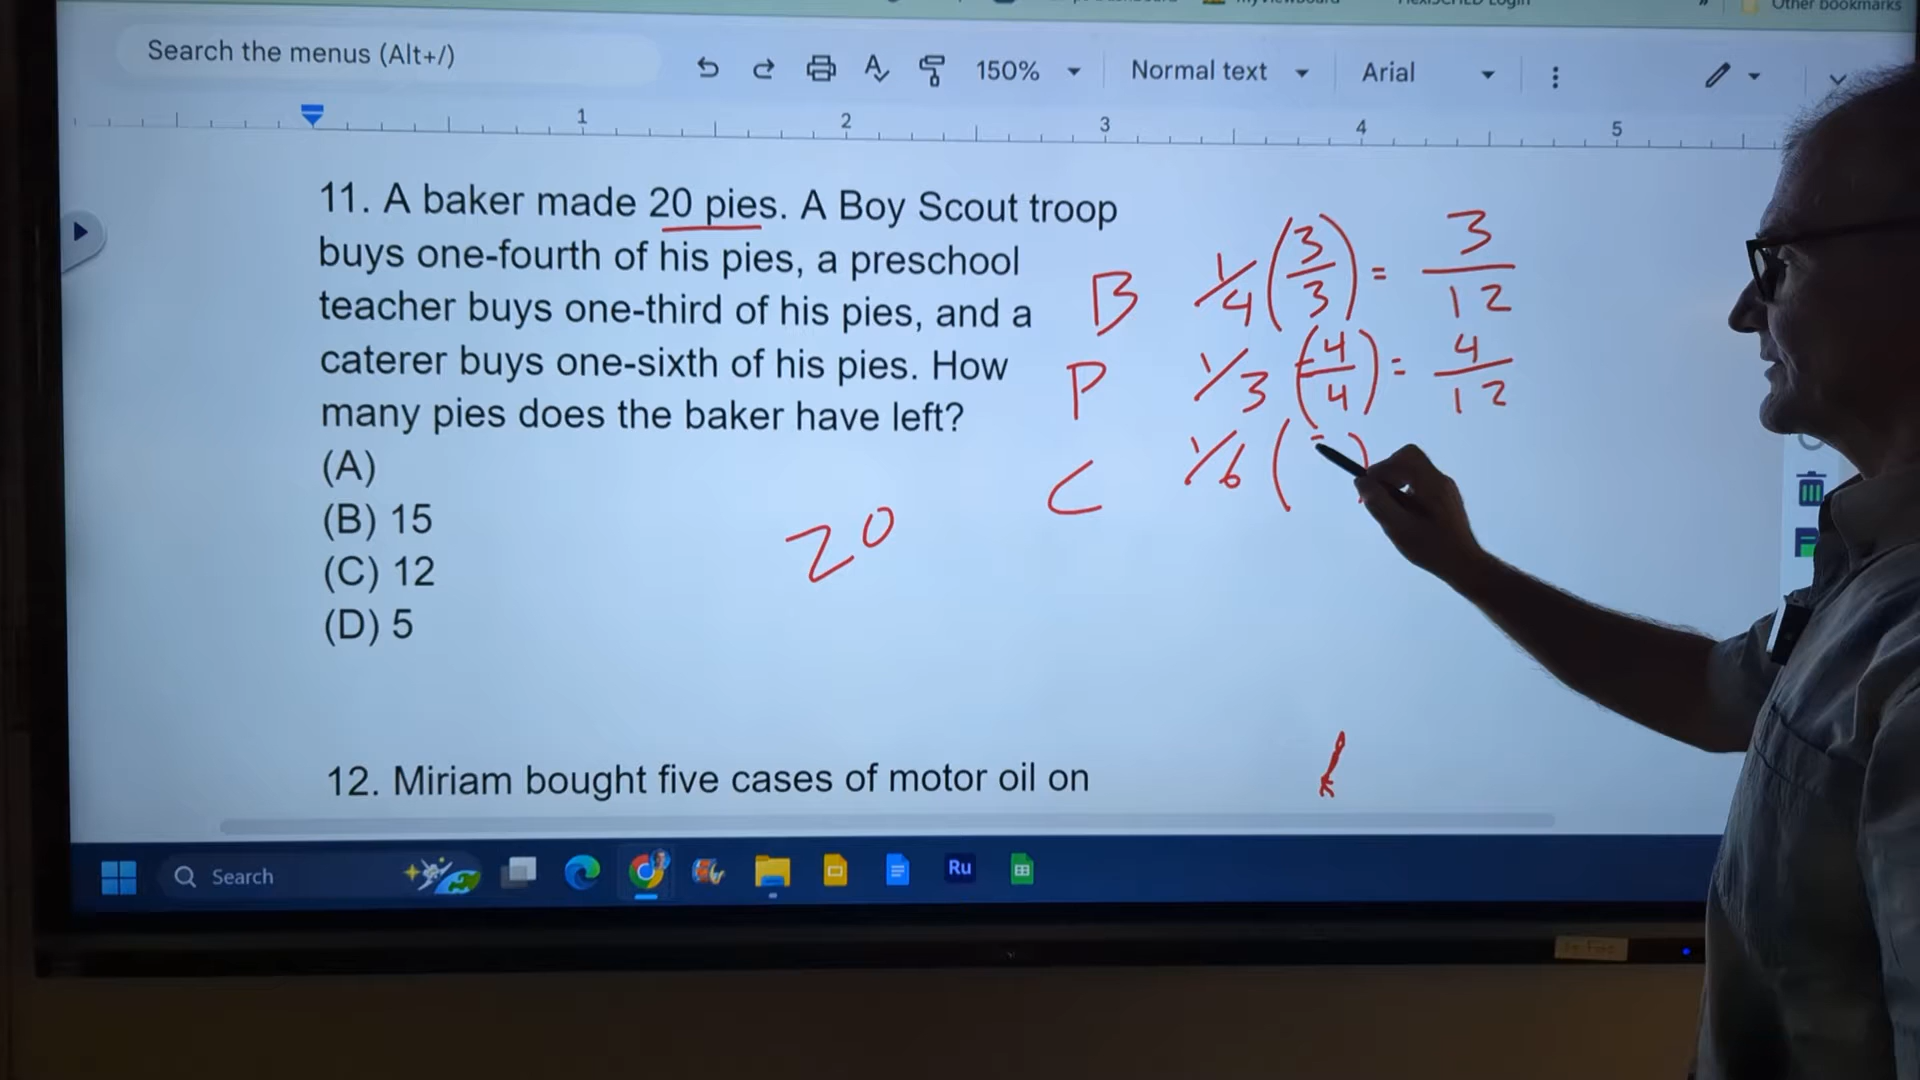 Other bookmarks
Search the menus (Alt+/)
150%
Normal text
Arial
1 2 3 4 5
11. A baker made 20 pies. A Boy Scout troop
buys one-fourth of his pies, a preschool
teacher buys one-third of his pies, and a
caterer buys one-sixth of his pies. How
many pies does the baker have left?
(A)
(B) 15
(C) 12
(D) 5
B 1/4 (3/3) = 3/12
P 1/3 (4/4) = 4/12
C 1/6 (
20
12. Miriam bought five cases of motor oil on
Search
Ru